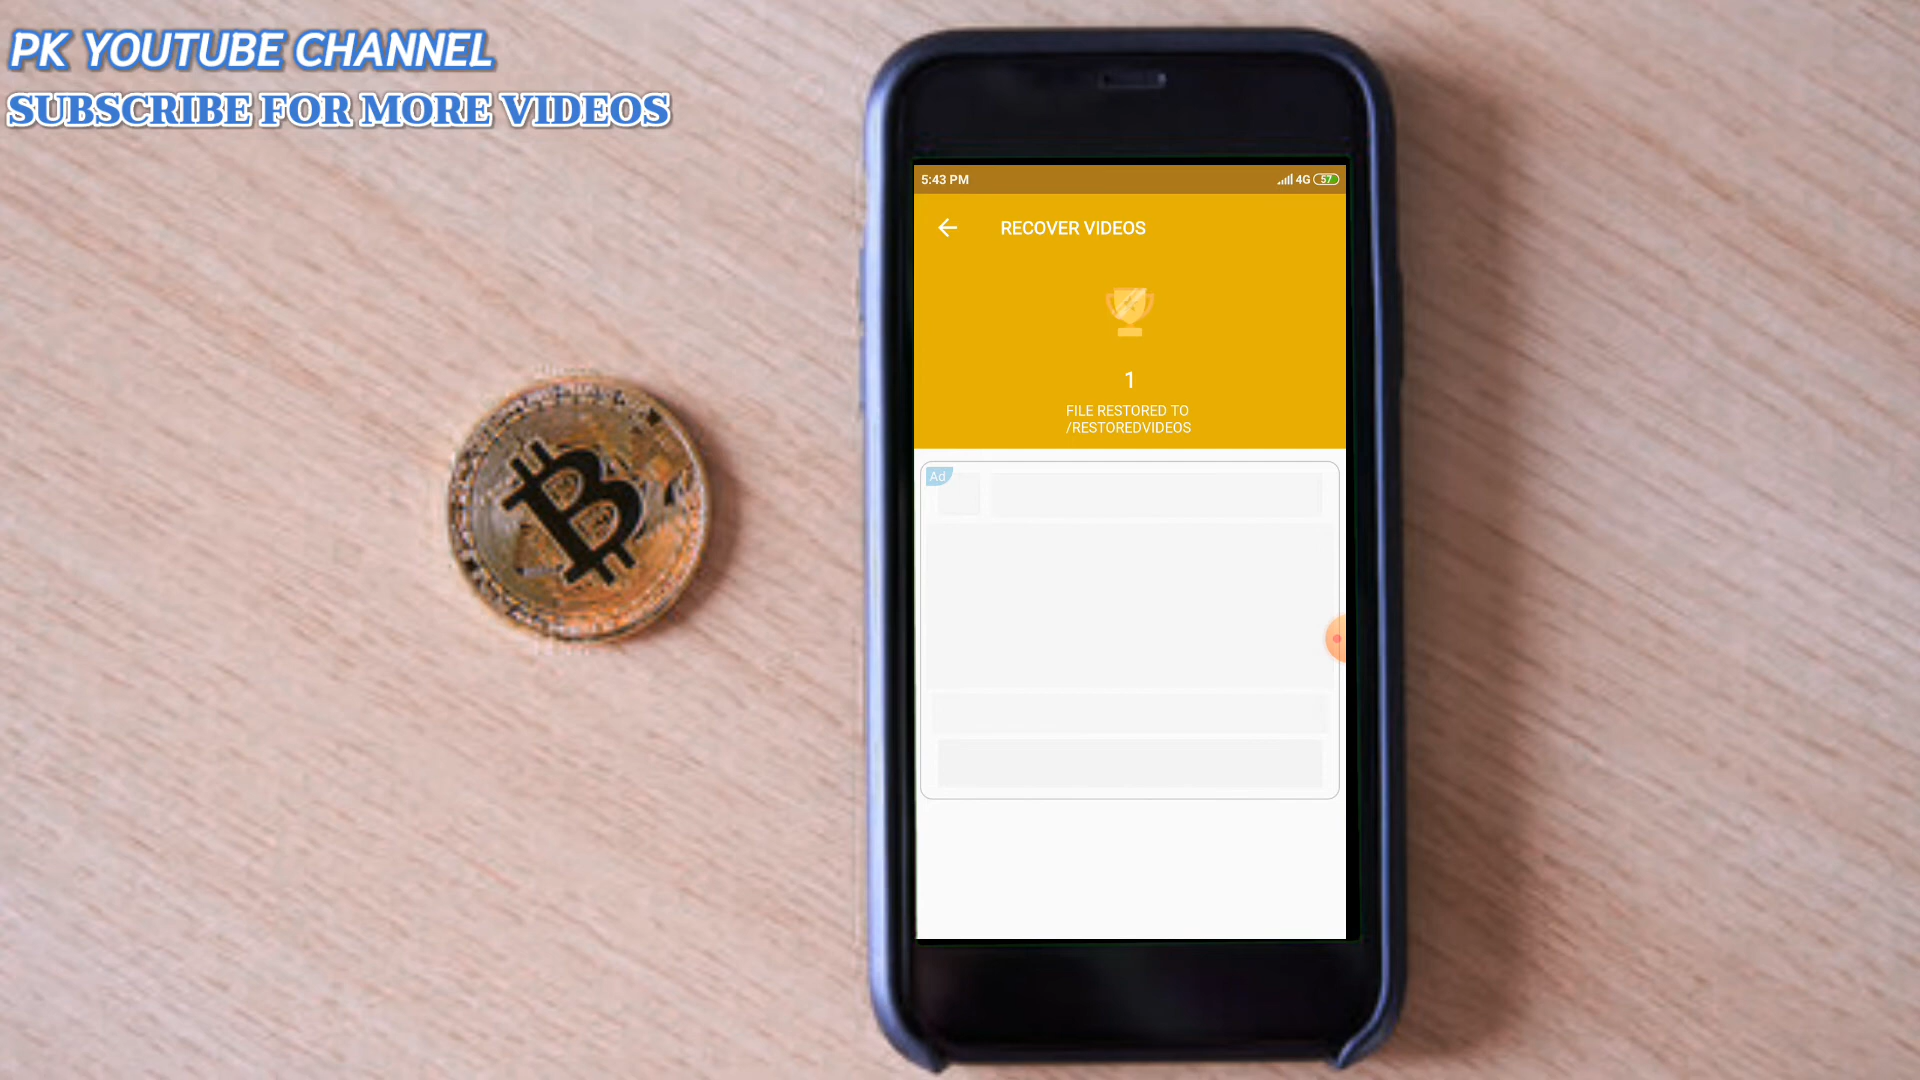 PK YOUTUBE CHANNEL
SUBSCRIBE FOR MORE VIDEOS
5:43 PM
4G 57
RECOVER VIDEOS
1
FILE RESTORED TO
/RESTOREDVIDEOS
Ad